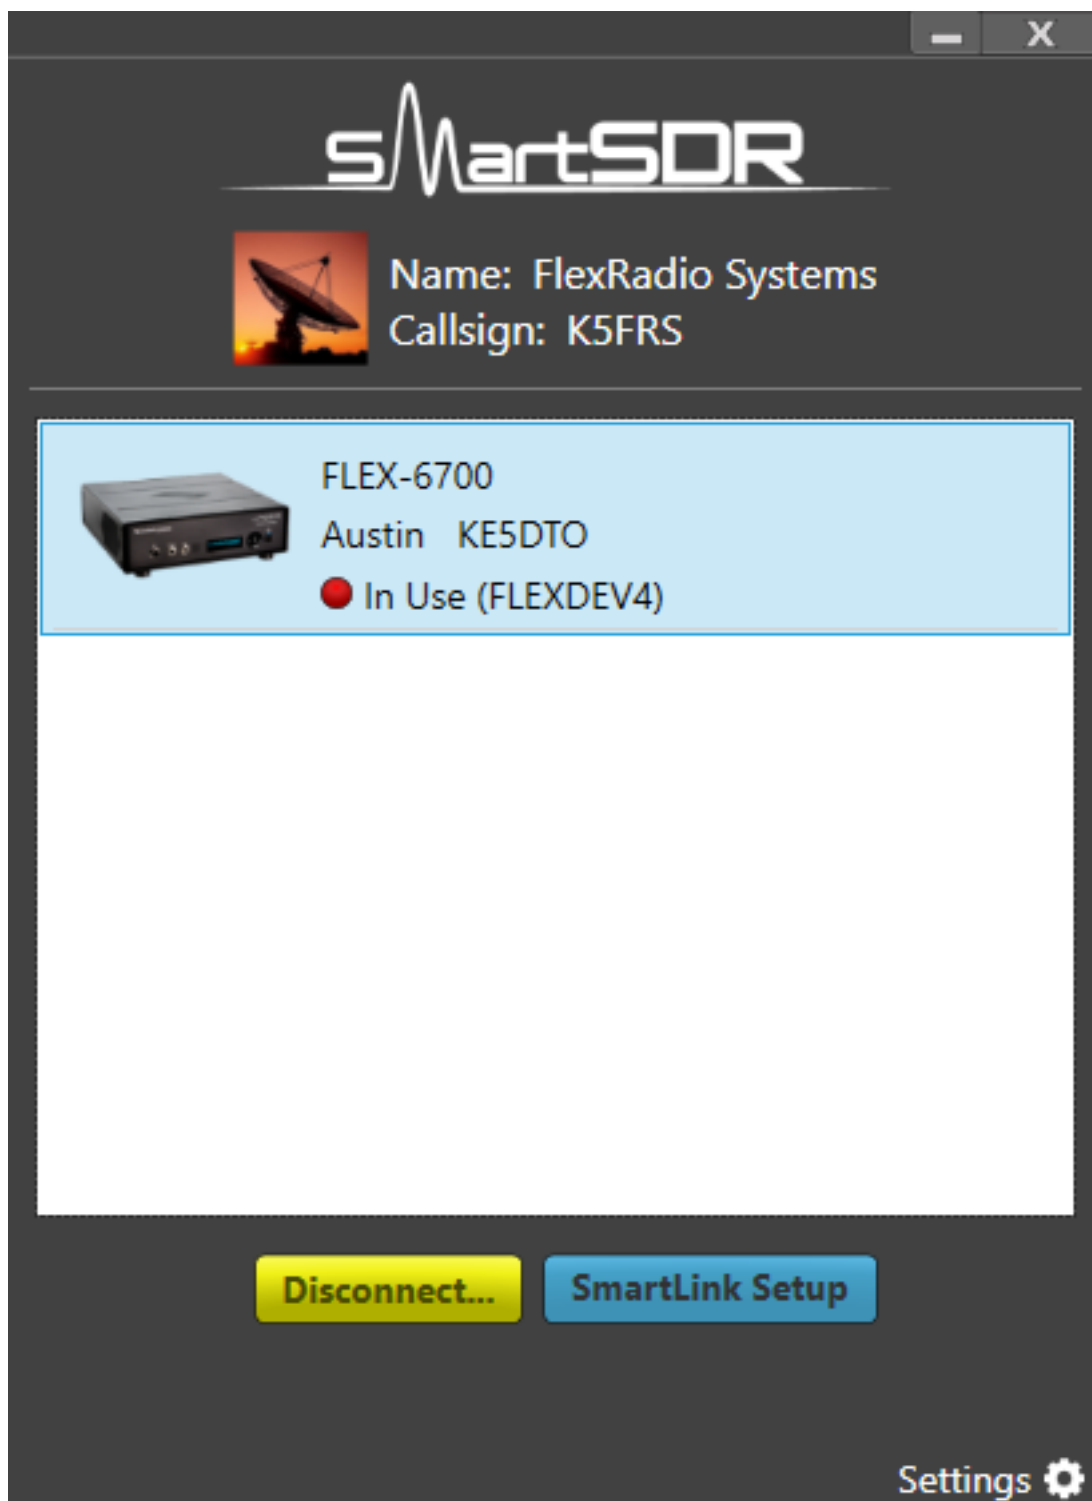 X
smartSDR
Name: FlexRadio Systems
Callsign: K5FRS
FLEX-6700
Austin KE5DTO
In Use (FLEXDEV4)
Disconnect...
SmartLink Setup
Settings